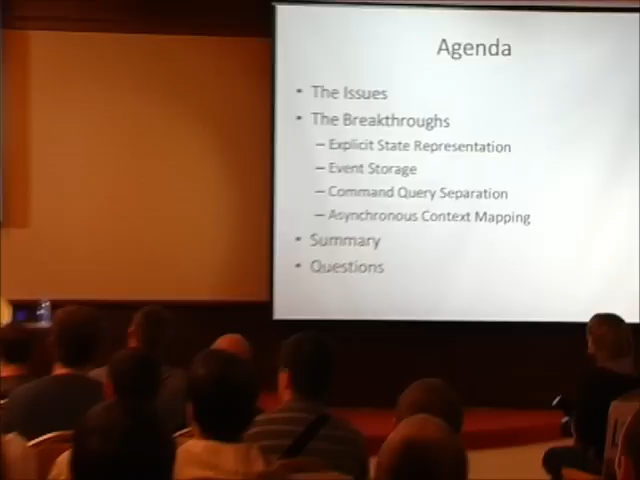 Agenda
• The Issues
• The Breakthroughs
– Explicit State Representation
– Event Storage
– Command Query Separation
– Asynchronous Context Mapping
• Summary
• Questions